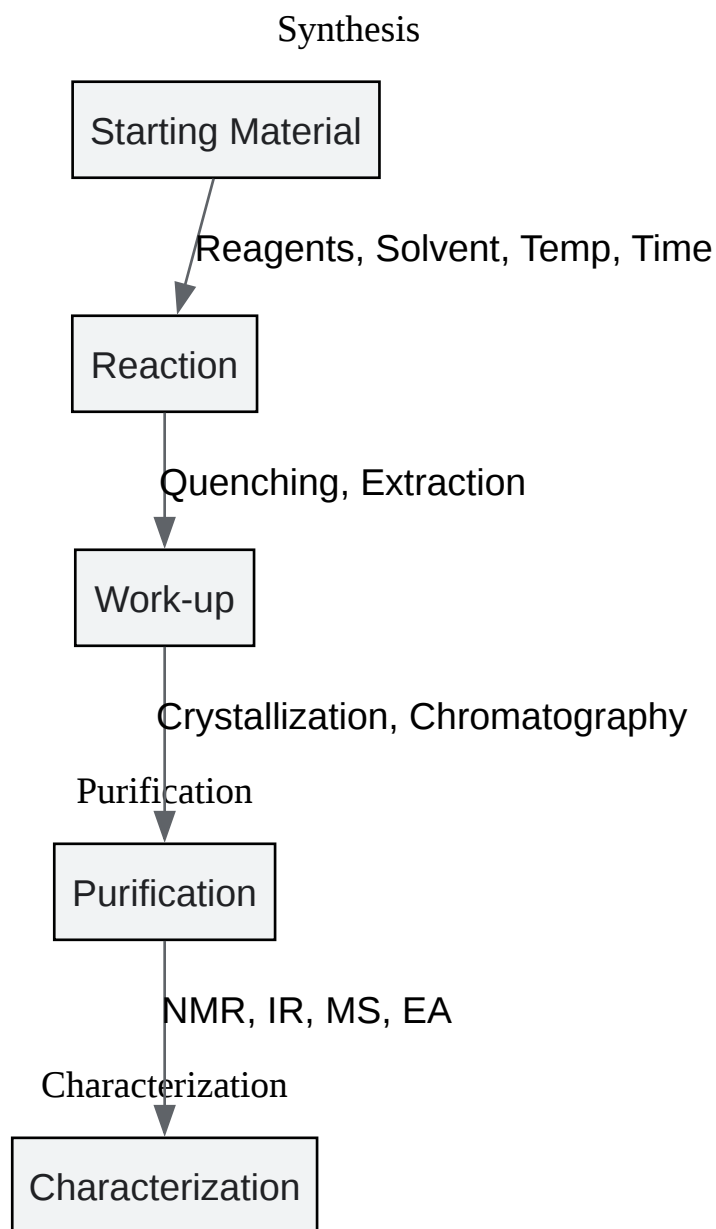 Synthesis
Starting Material
Reagents, Solvent, Temp, Time
Reaction
Quenching, Extraction
Work-up
Crystallization, Chromatography
Purification
Purification
NMR, IR, MS, EA
Characterization
Characterization